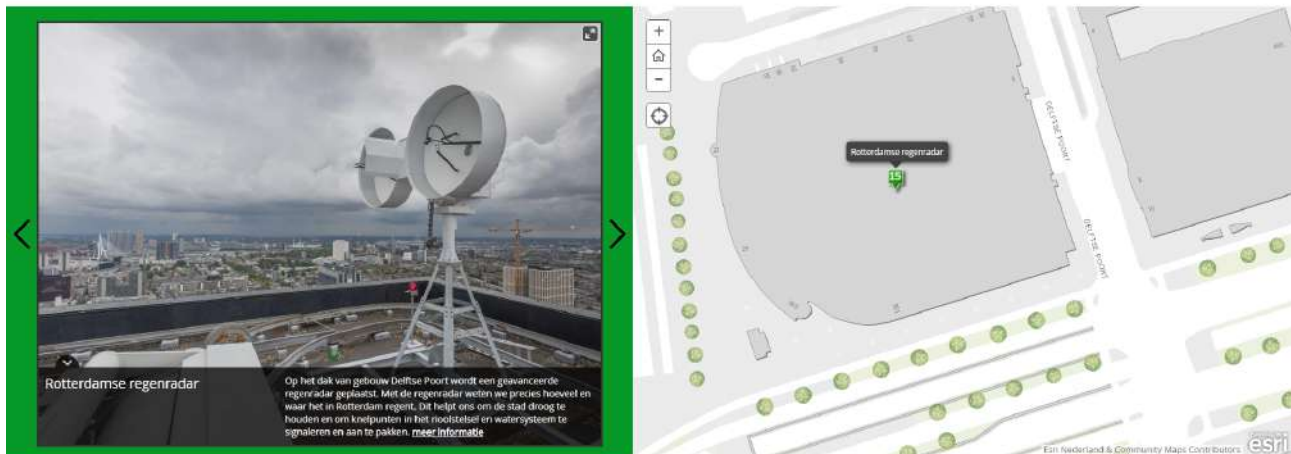 Rotterdamse regenradar
Op het dak van gebouw Delftse Poort wordt een geavanceerde
regenradar geplaatst. Met de regenradar weten we precies hoeveel en
waar het in Rotterdam regent. Dit helpt ons om de stad droog te
houden en om knelpunten in het rioolstelsel en watersysteem te
signaleren en aan te pakken. meer informatie
+
−
DELFTSE POORT
Rotterdamse regenradar
15
DELFTSE POORT
Esri Nederland & Community Maps Contributors
esri